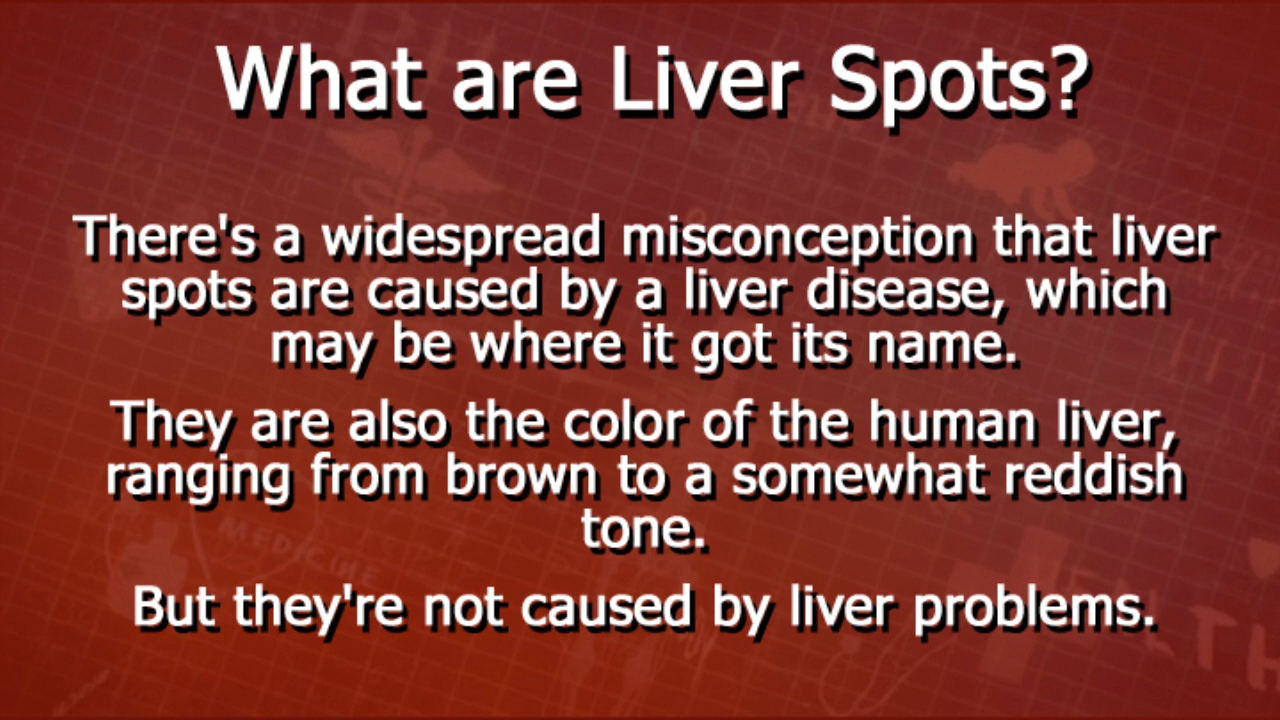 What are Liver Spots?
There's a widespread misconception that liver
spots are caused by a liver disease, which
may be where it got its name.
They are also the color of the human liver,
ranging from brown to a somewhat reddish
tone.
But they're not caused by liver problems.
MEDICINE